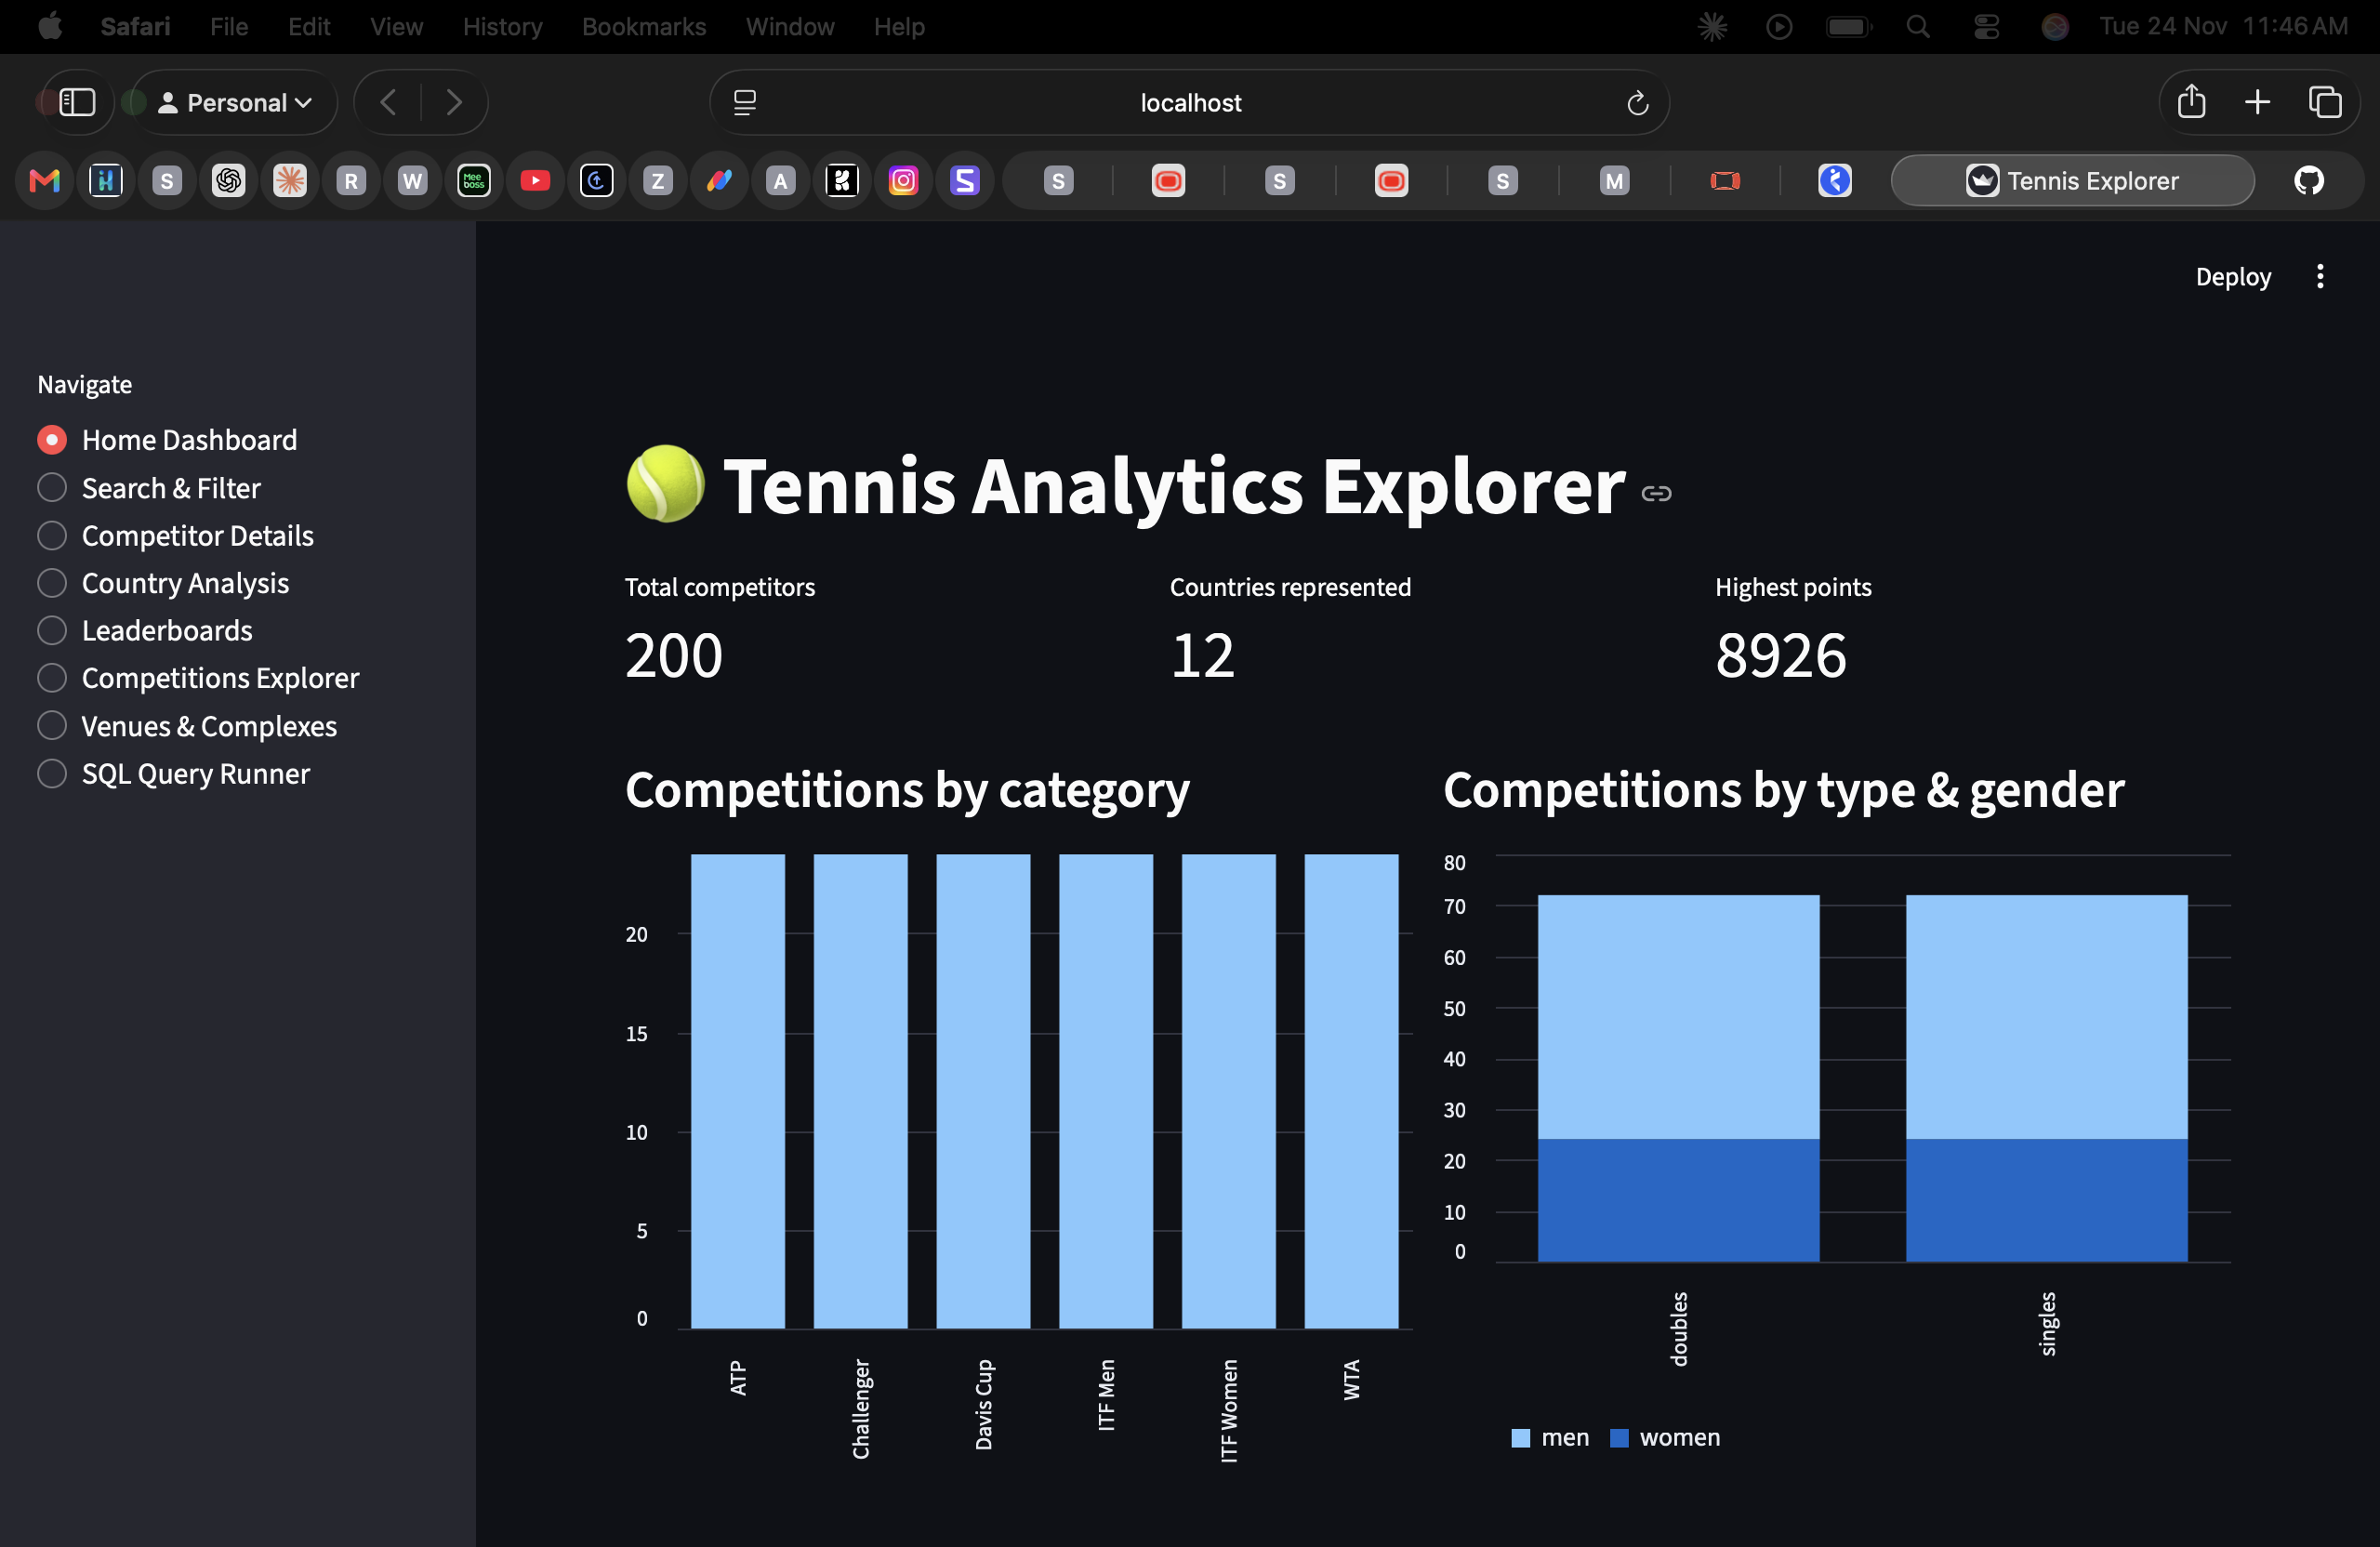 Safari File Edit View History Bookmarks Window Help Tue 24 Nov 11:46 AM
Personal localhost
S R W Mee boss Z A S S S M Tennis Explorer
Deploy
Navigate
Home Dashboard
Search & Filter
Competitor Details
Country Analysis
Leaderboards
Competitions Explorer
Venues & Complexes
SQL Query Runner
Tennis Analytics Explorer
Total competitors
200
Countries represented
12
Highest points
8926
Competitions by category
20
15
10
5
0
ATP
Challenger
Davis Cup
ITF Men
ITF Women
WTA
Competitions by type & gender
80
70
60
50
40
30
20
10
0
doubles
singles
men women